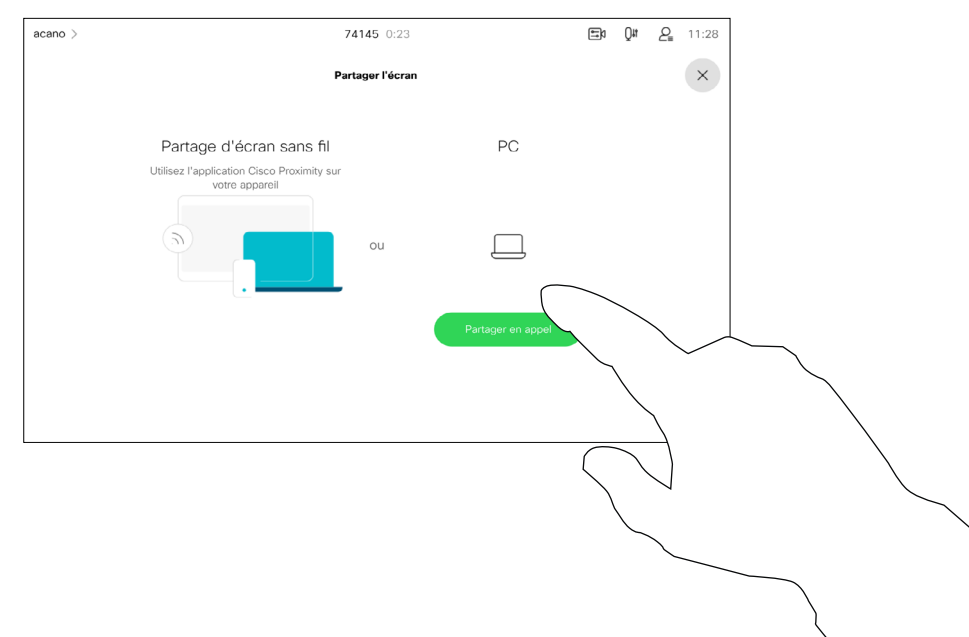 acano >
74145 0:23
11:28
Partager l'écran
Partage d'écran sans fil
Utilisez l'application Cisco Proximity sur
votre appareil
PC
ou
Partager en appel